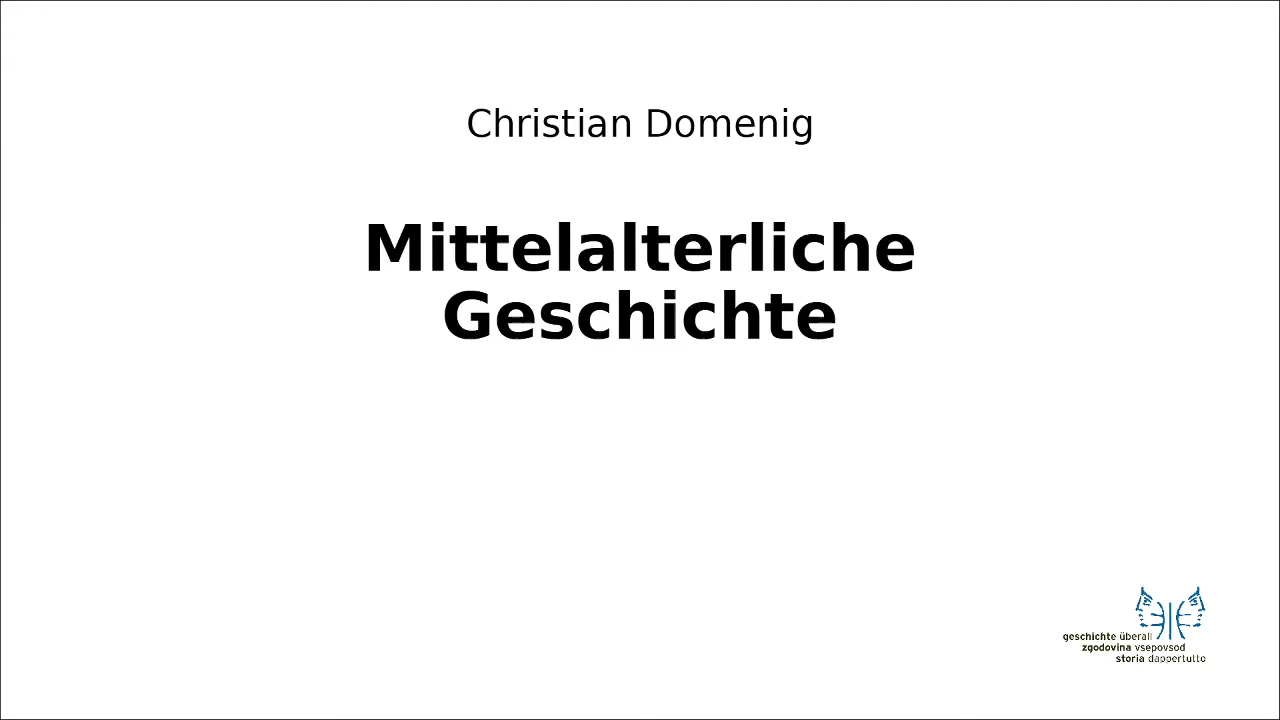 Christian Domenig
Mittelalterliche
Geschichte
geschichte überall
zgodovina vsepovsod
storia dappertutto